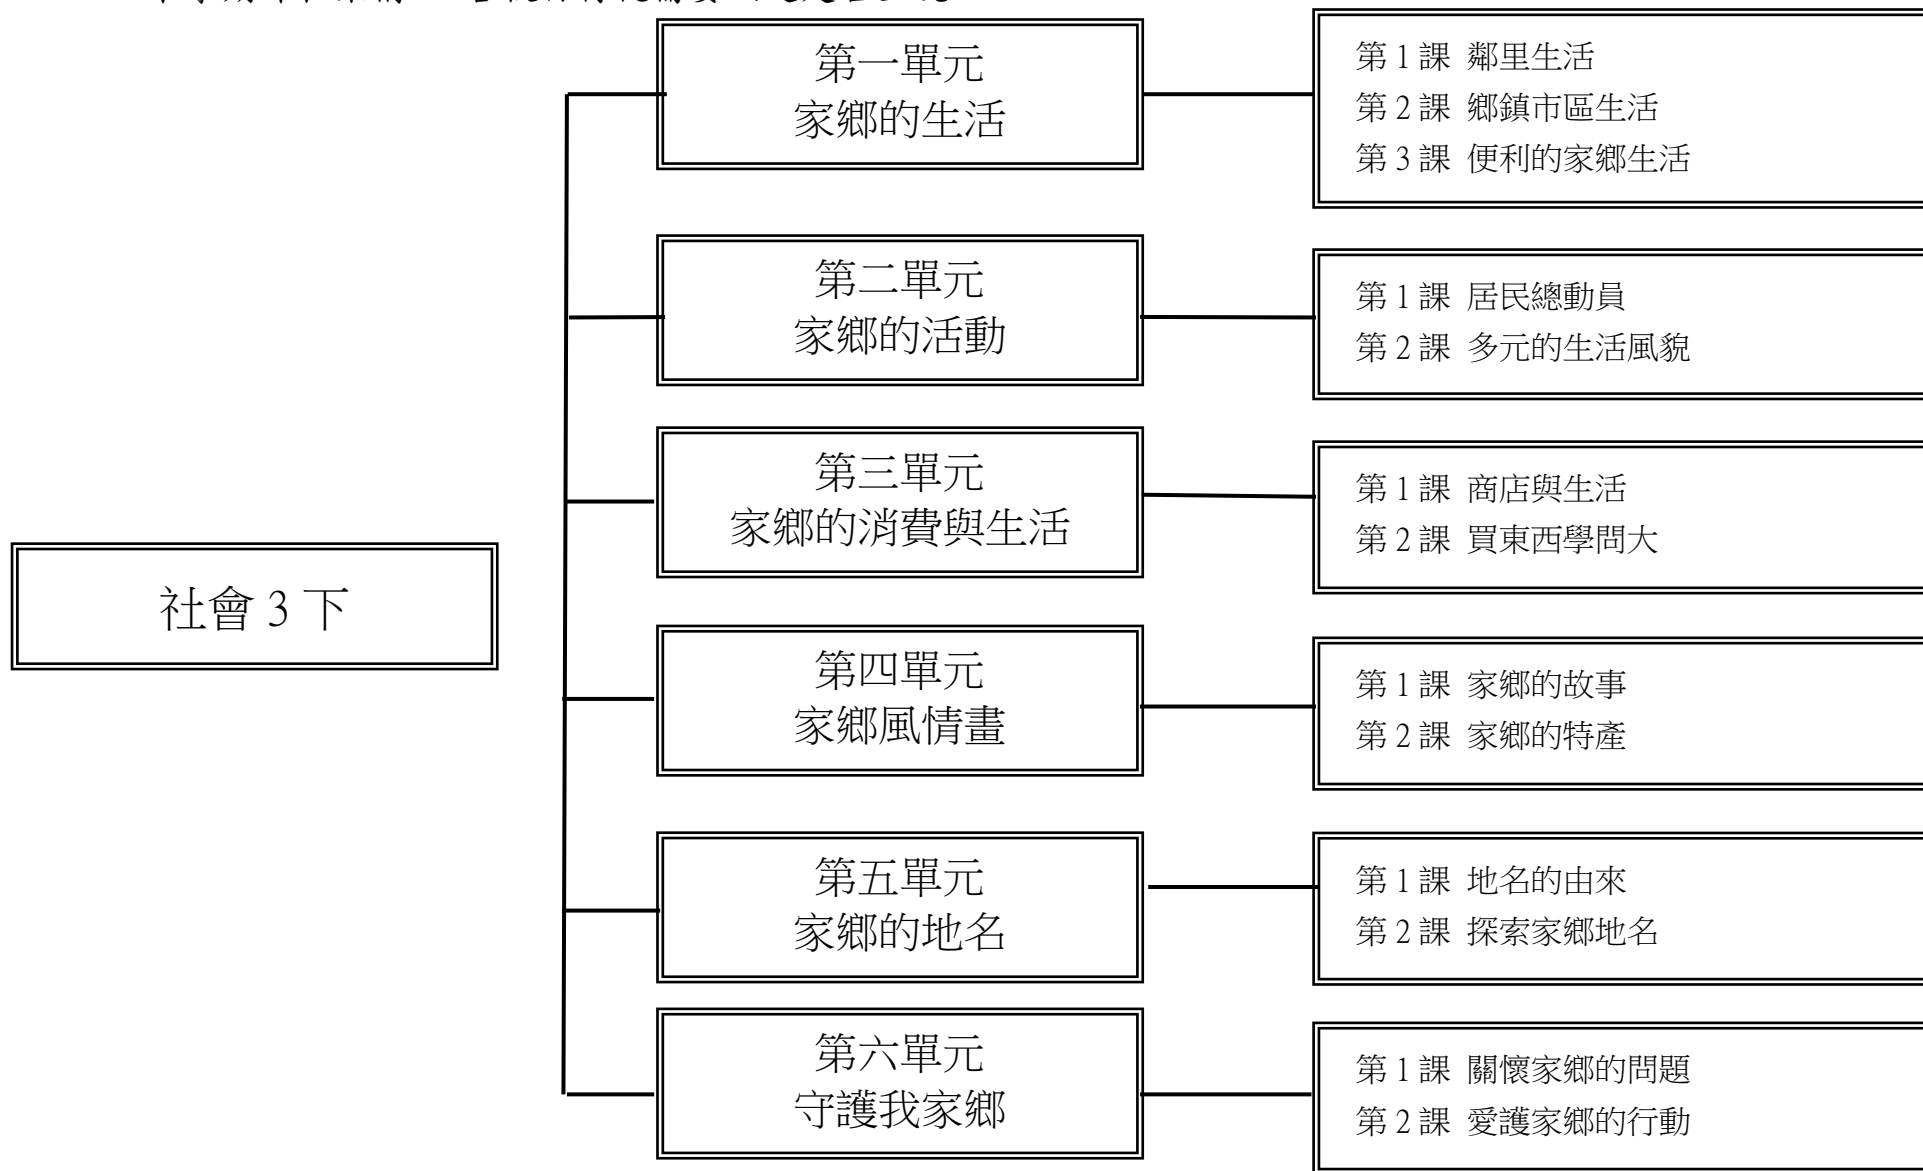 社會 3 下
第一單元
家鄉的生活
第 1 課 鄰里生活
第 2 課 鄉鎮市區生活
第 3 課 便利的家鄉生活
第二單元
家鄉的活動
第 1 課 居民總動員
第 2 課 多元的生活風貌
第三單元
家鄉的消費與生活
第 1 課 商店與生活
第 2 課 買東西學問大
第四單元
家鄉風情畫
第 1 課 家鄉的故事
第 2 課 家鄉的特產
第五單元
家鄉的地名
第 1 課 地名的由來
第 2 課 探索家鄉地名
第六單元
守護我家鄉
第 1 課 關懷家鄉的問題
第 2 課 愛護家鄉的行動